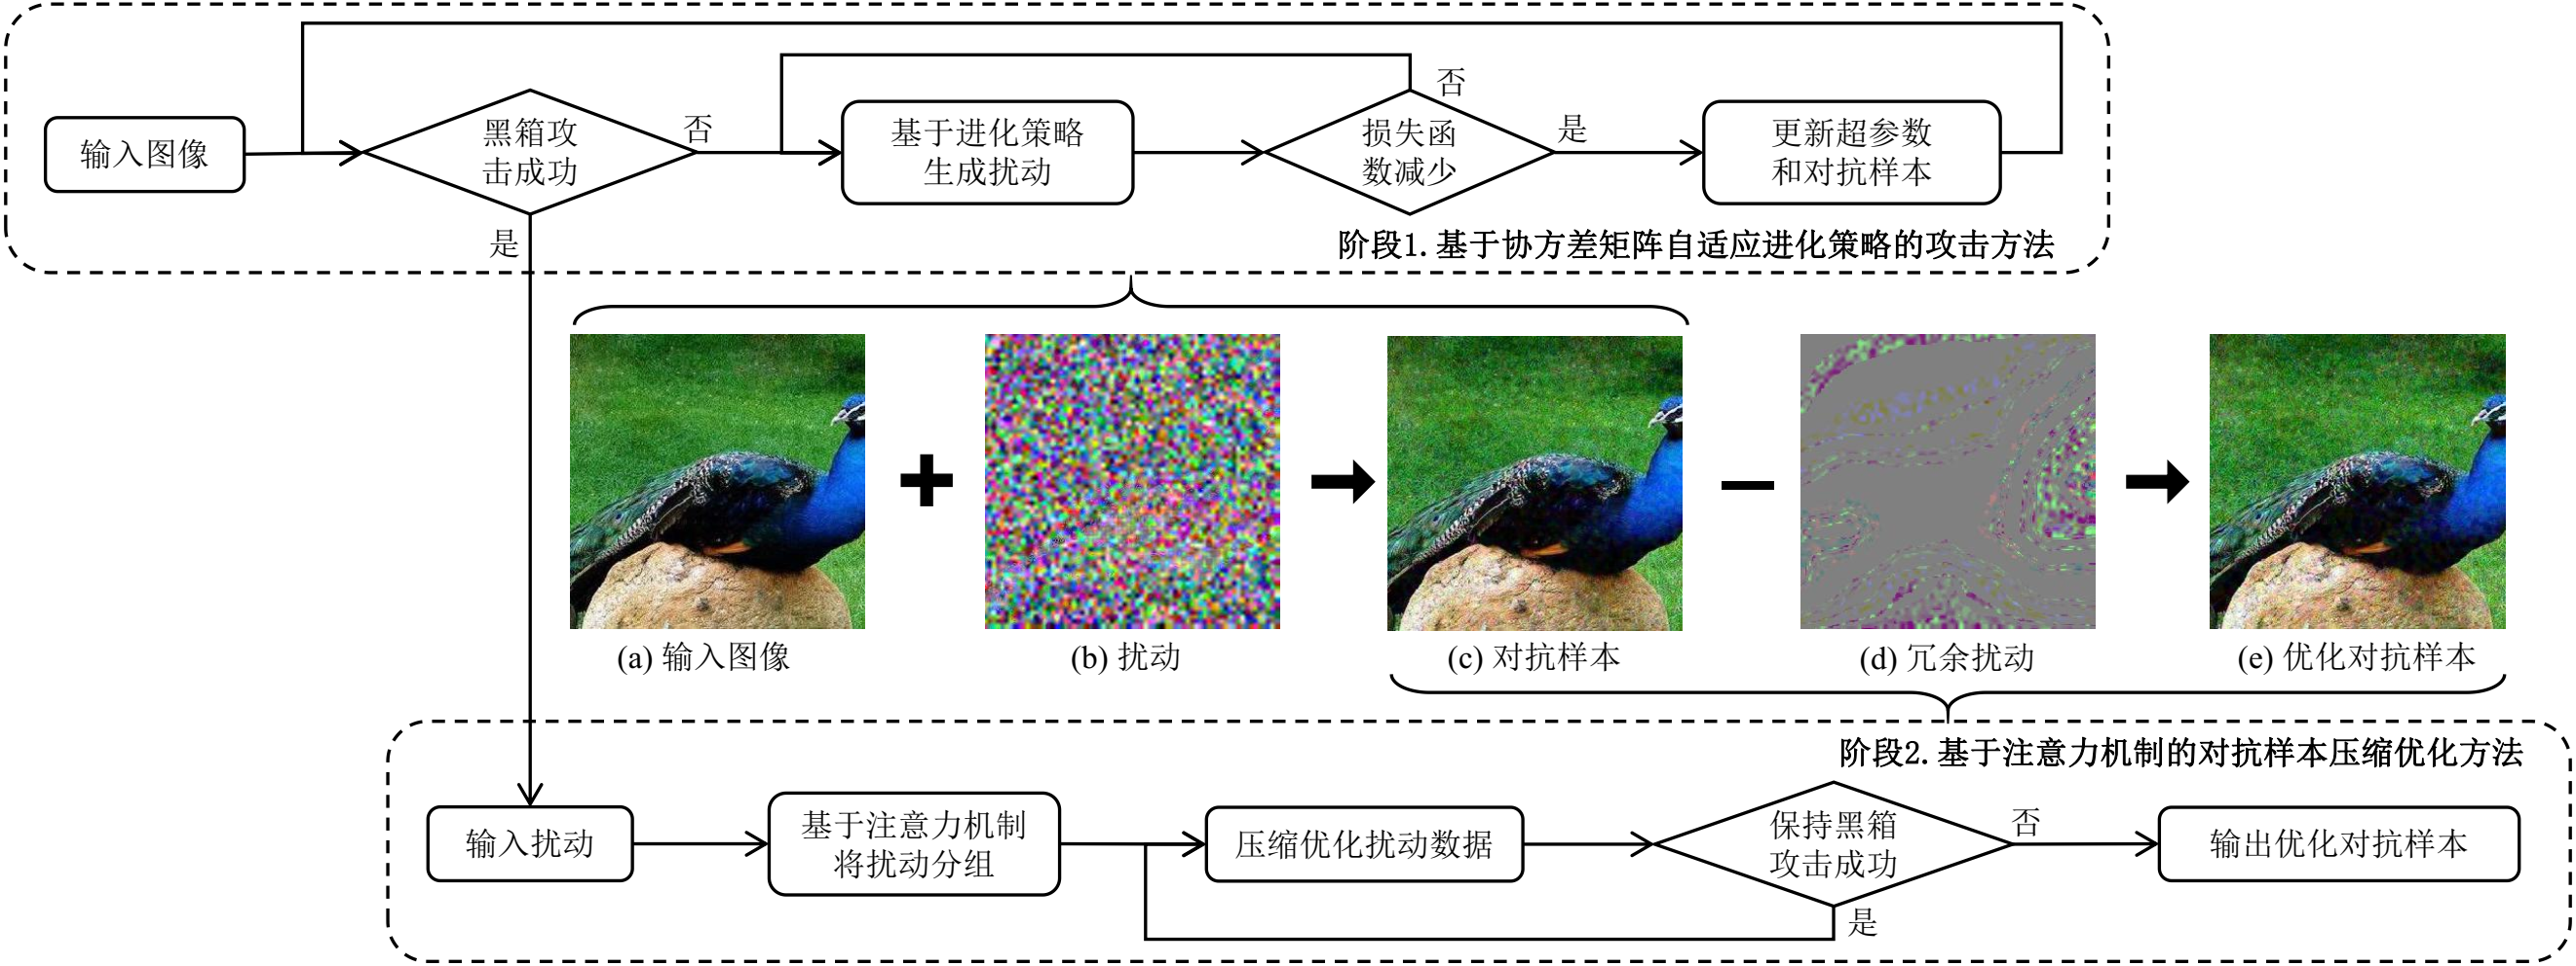 否
输入图像
黑箱攻
击成功
否
基于进化策略
生成扰动
损失函
数减少
是
更新超参数
和对抗样本
是
阶段1.基于协方差矩阵自适应进化策略的攻击方法
(a) 输入图像
(b) 扰动
(c) 对抗样本
(d) 冗余扰动
(e) 优化对抗样本
阶段2.基于注意力机制的对抗样本压缩优化方法
输入扰动
基于注意力机制
将扰动分组
压缩优化扰动数据
保持黑箱
攻击成功
否
输出优化对抗样本
是